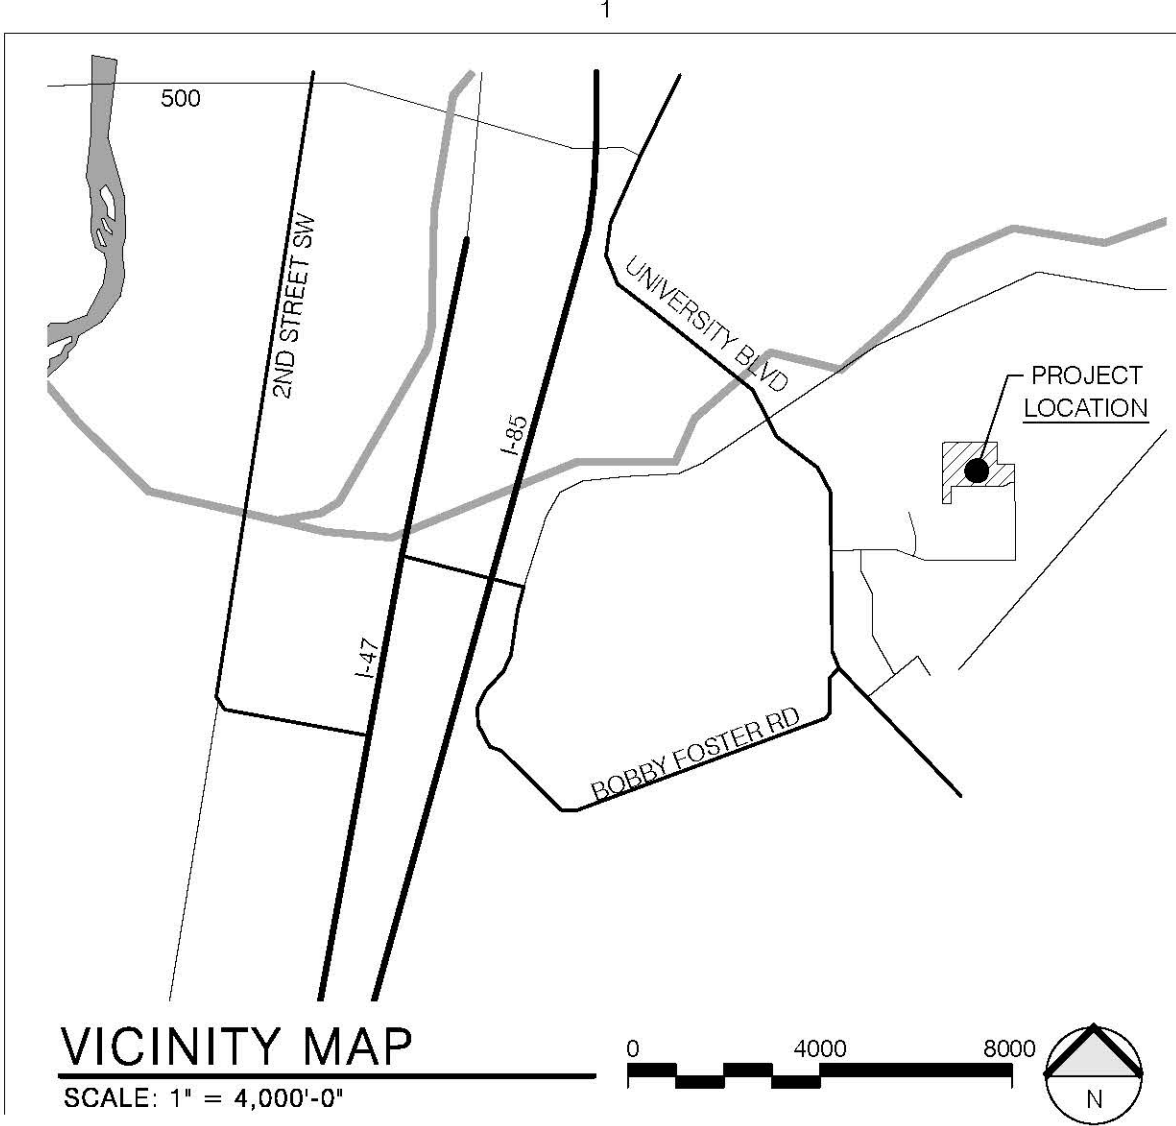 1
500
2ND STREET SW
UNIVERSITY BLVD
PROJECT
LOCATION
I-85
I-47
BOBBY FOSTER RD
VICINITY MAP
SCALE: 1" = 4,000'-0"
0 4000 8000
N